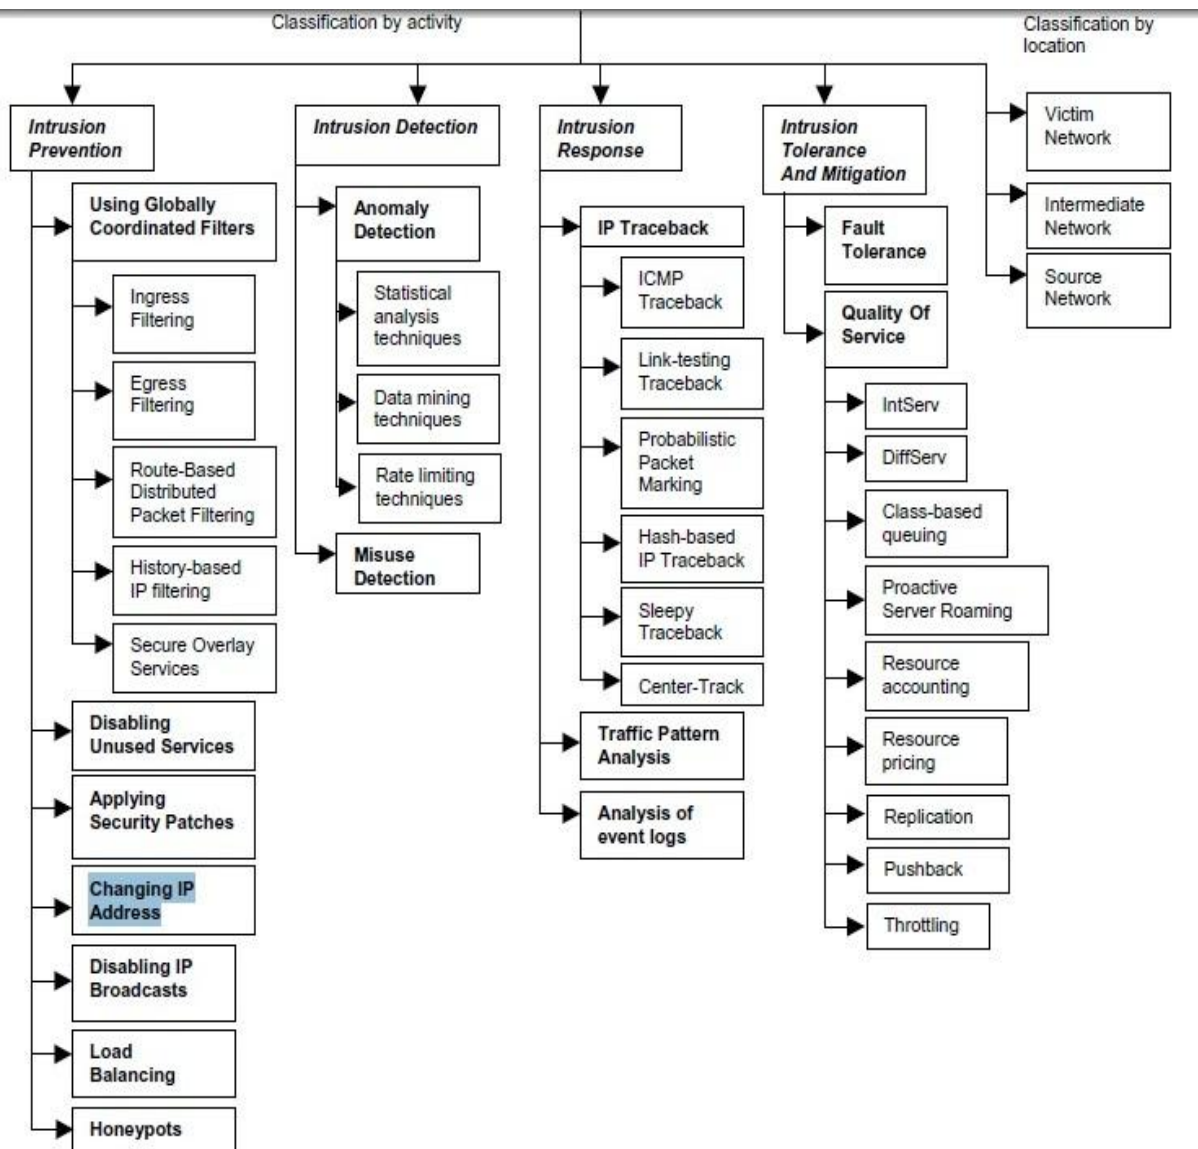 Classification by activity
Classification by
location
Intrusion
Prevention
Using Globally
Coordinated Filters
Ingress
Filtering
Egress
Filtering
Route-Based
Distributed
Packet Filtering
History-based
IP filtering
Secure Overlay
Services
Disabling
Unused Services
Applying
Security Patches
Changing IP
Address
Disabling IP
Broadcasts
Load
Balancing
Honeypots
Intrusion Detection
Anomaly
Detection
Statistical
analysis
techniques
Data mining
techniques
Rate limiting
techniques
Misuse
Detection
Intrusion
Response
IP Traceback
ICMP
Traceback
Link-testing
Traceback
Probabilistic
Packet
Marking
Hash-based
IP Traceback
Sleepy
Traceback
Center-Track
Traffic Pattern
Analysis
Analysis of
event logs
Intrusion
Tolerance
And Mitigation
Fault
Tolerance
Quality Of
Service
IntServ
DiffServ
Class-based
queuing
Proactive
Server Roaming
Resource
accounting
Resource
pricing
Replication
Pushback
Throttling
Victim
Network
Intermediate
Network
Source
Network